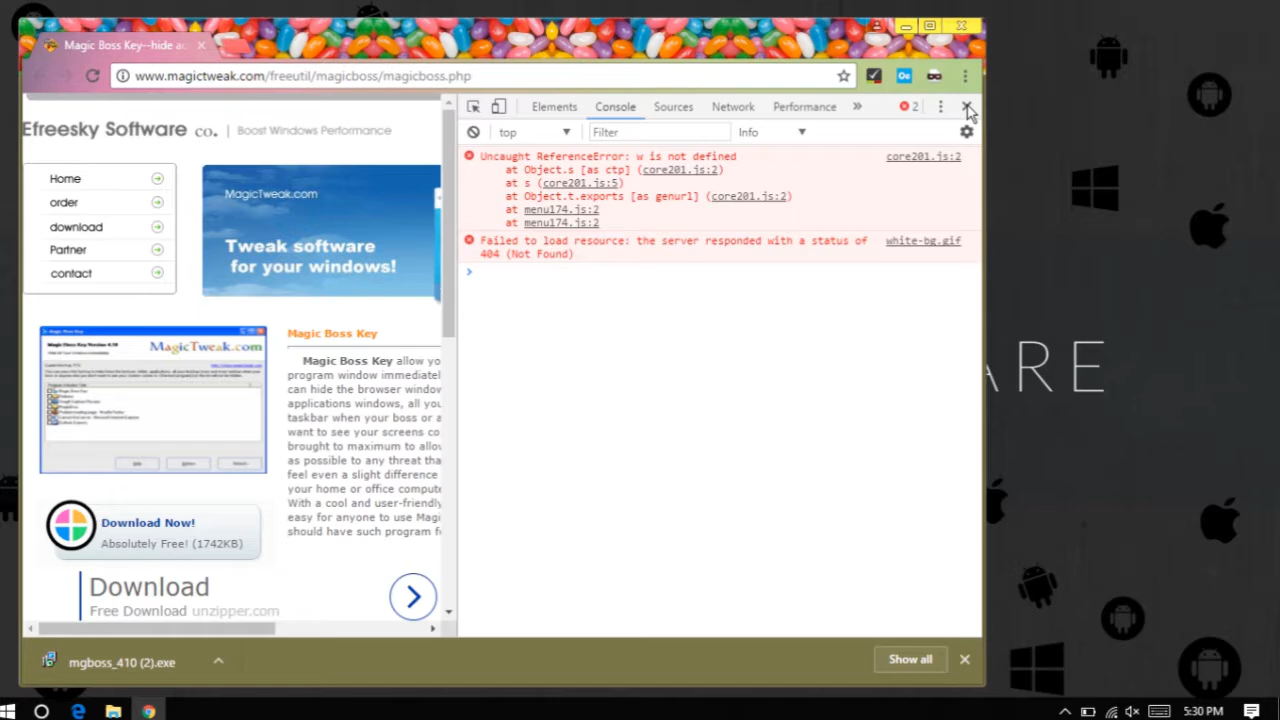 Magic Boss Key--hide a
www.magictweak.com/freeutil/magicboss/magicboss.php
Efreesky Software co. | Boost Windows Performance
Home
order
download
Partner
contact
MagicTweak.com
Tweak software
for your windows!
MagicTweak.com
Magic Boss Key
Magic Boss Key allow yo
program window immediatel
can hide the browser window
applications windows, all you
taskbar when your boss or a
want to see your screens co
brought to maximum to allow
as possible to any threat tha
feel even a slight difference
your home or office compute
With a cool and user-friendly
easy for anyone to use Magi
should have such program f
Download Now!
Absolutely Free! (1742KB)
Download
Free Download unzipper.com
Elements Console Sources Network Performance » 2
top Filter Info
Uncaught ReferenceError: w is not defined core201.js:2
at Object.s [as ctp] (core201.js:2)
at s (core201.js:5)
at Object.t.exports [as genurl] (core201.js:2)
at menu174.js:2
at menu174.js:2
Failed to load resource: the server responded with a status of white-bg.gif
404 (Not Found)
ARE
mgboss_410 (2).exe
Show all
5:30 PM